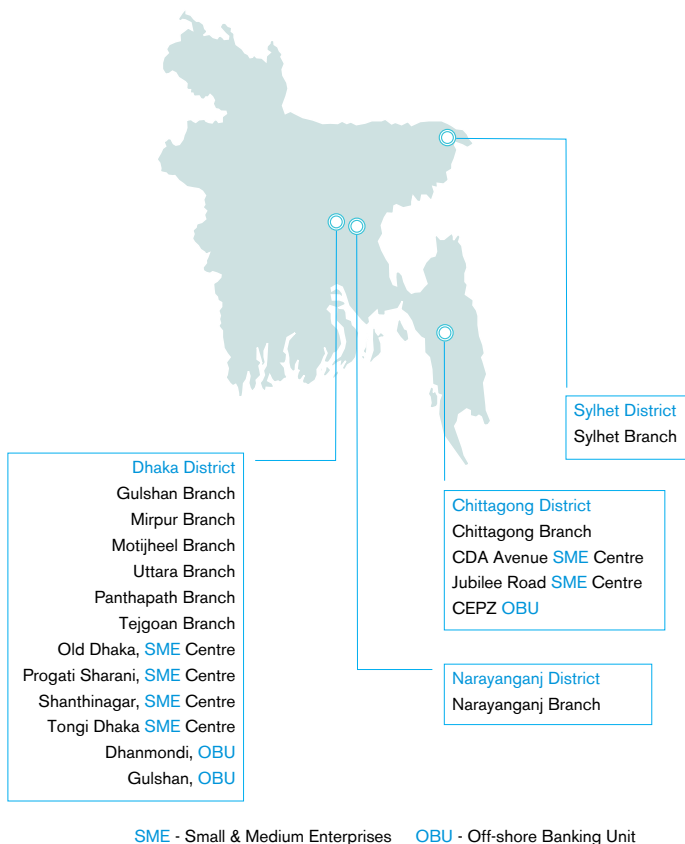 Sylhet District
Sylhet Branch
Dhaka District
Gulshan Branch
Mirpur Branch
Motijheel Branch
Uttara Branch
Panthapath Branch
Tejgoan Branch
Old Dhaka, SME Centre
Progati Sharani, SME Centre
Shanthinagar, SME Centre
Tongi Dhaka SME Centre
Dhanmondi, OBU
Gulshan, OBU
Chittagong District
Chittagong Branch
CDA Avenue SME Centre
Jubilee Road SME Centre
CEPZ OBU
Narayanganj District
Narayanganj Branch
SME - Small & Medium Enterprises OBU - Off-shore Banking Unit